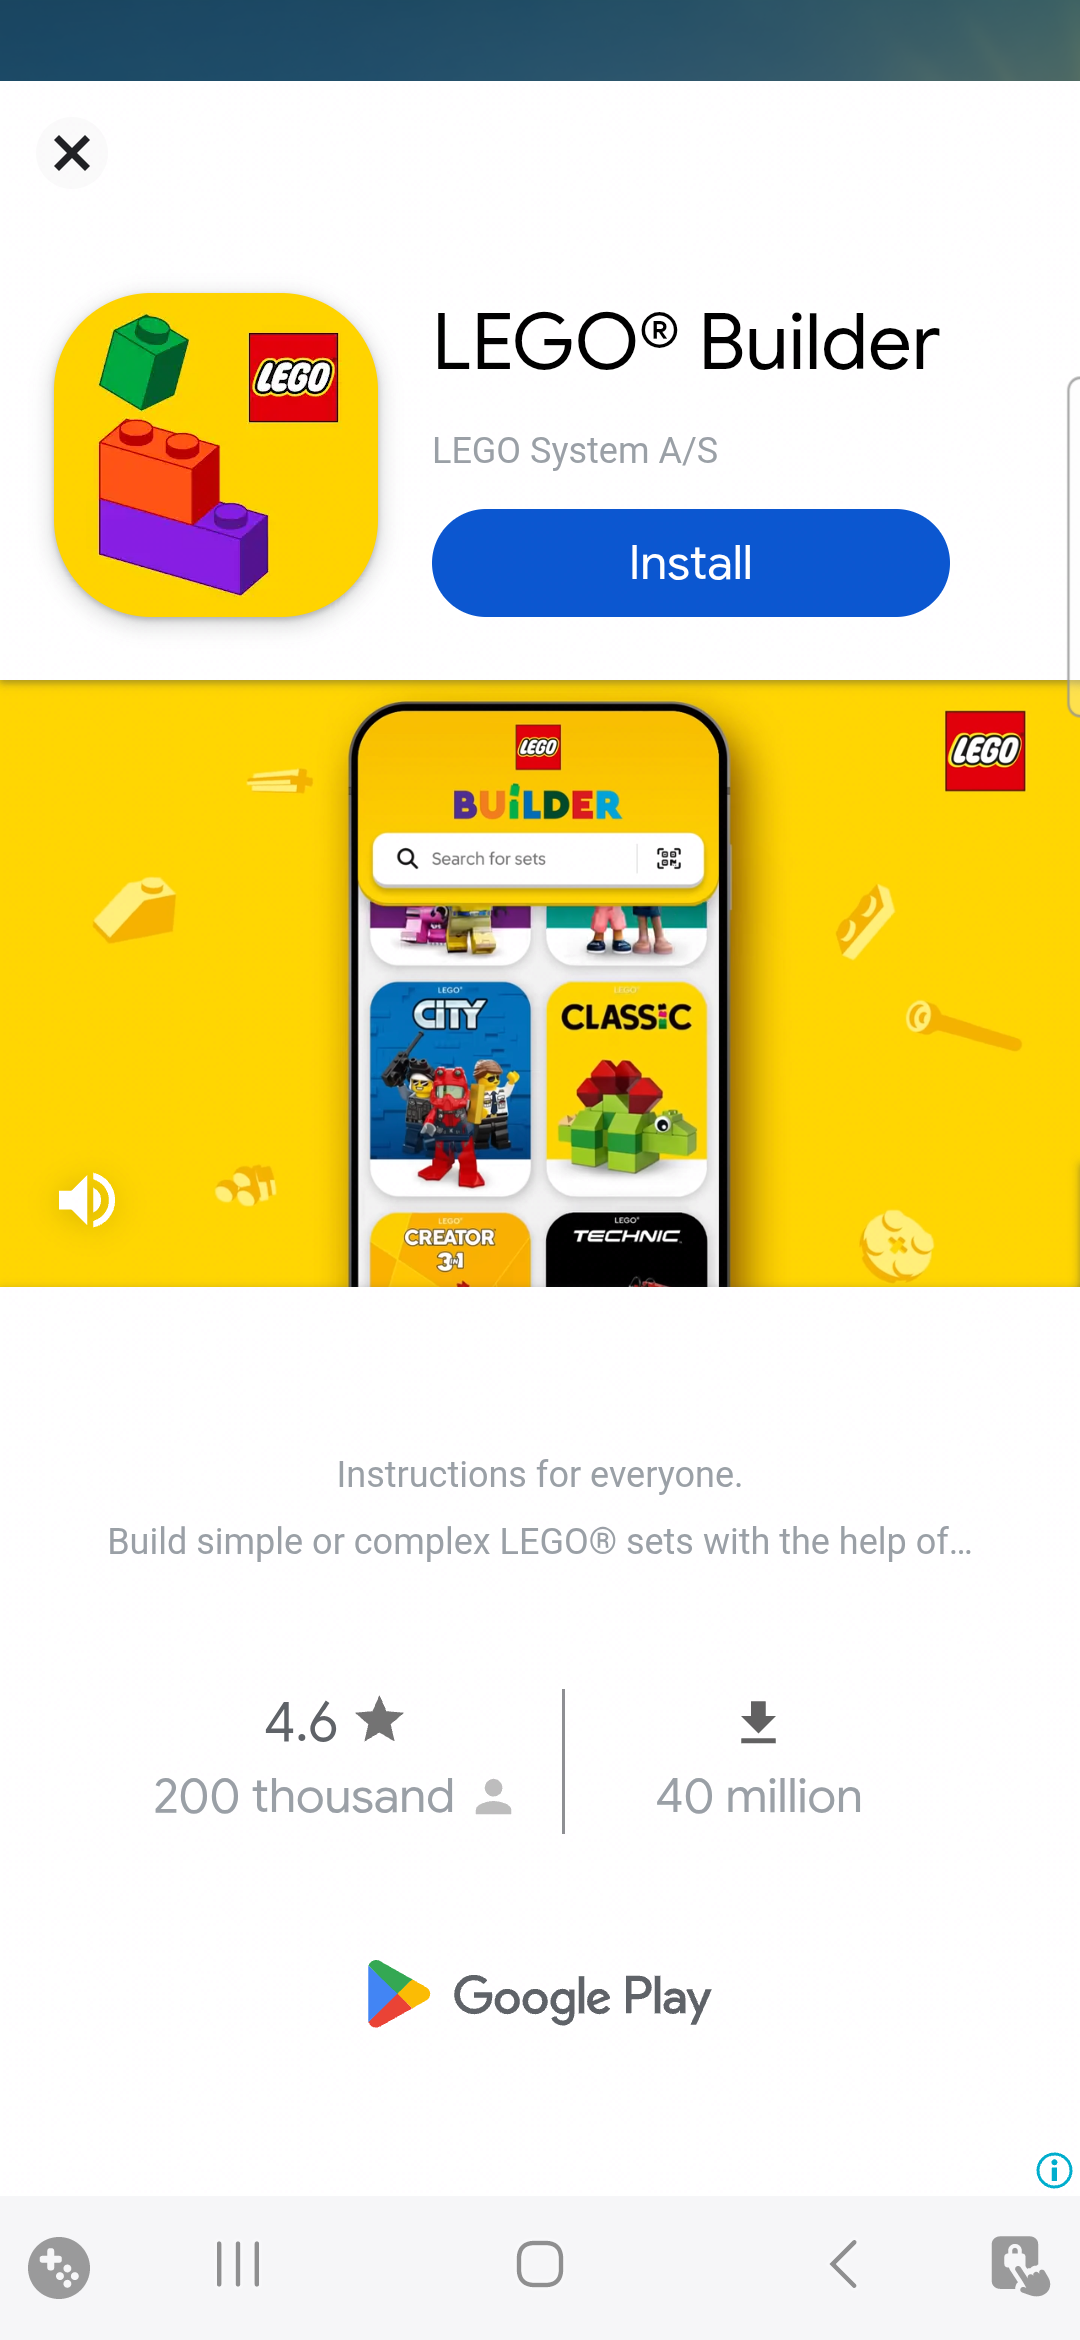 LEGO
LEGO® Builder
LEGO System A/S
Install
LEGO
LEGO
BUiLDER
Search for sets
LEGO®
CITY
LEGO®
CLASSiC
LEGO®
CREATOR
3IN1
LEGO®
TECHNIC
Instructions for everyone.
Build simple or complex LEGO® sets with the help of...
4.6
200 thousand
40 million
Google Play